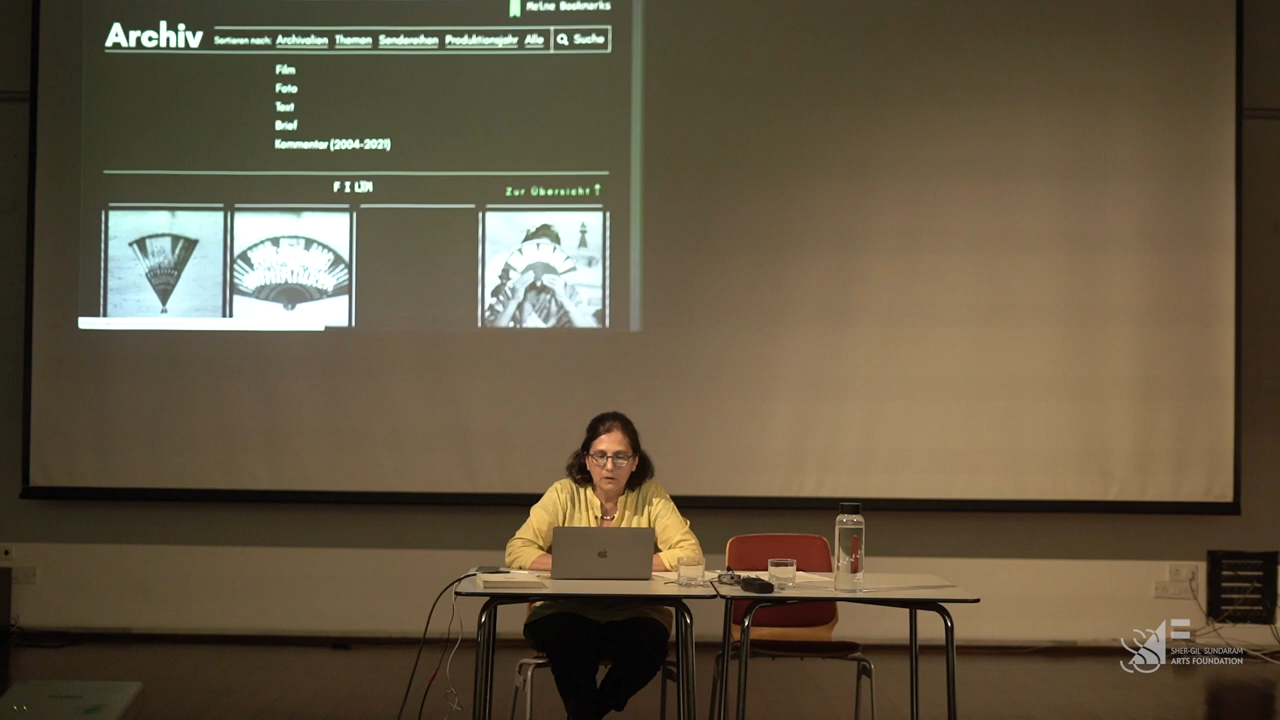 Meine Bookmarks
Archiv Sortieren nach: Archivalien Themen Sendereihen Produktionsjahr Alle Suche
Film
Foto
Text
Brief
Kommentar (2004-2021)
FILM
Zur Übersicht ↑
SHER-GIL SUNDARAM
ARTS FOUNDATION